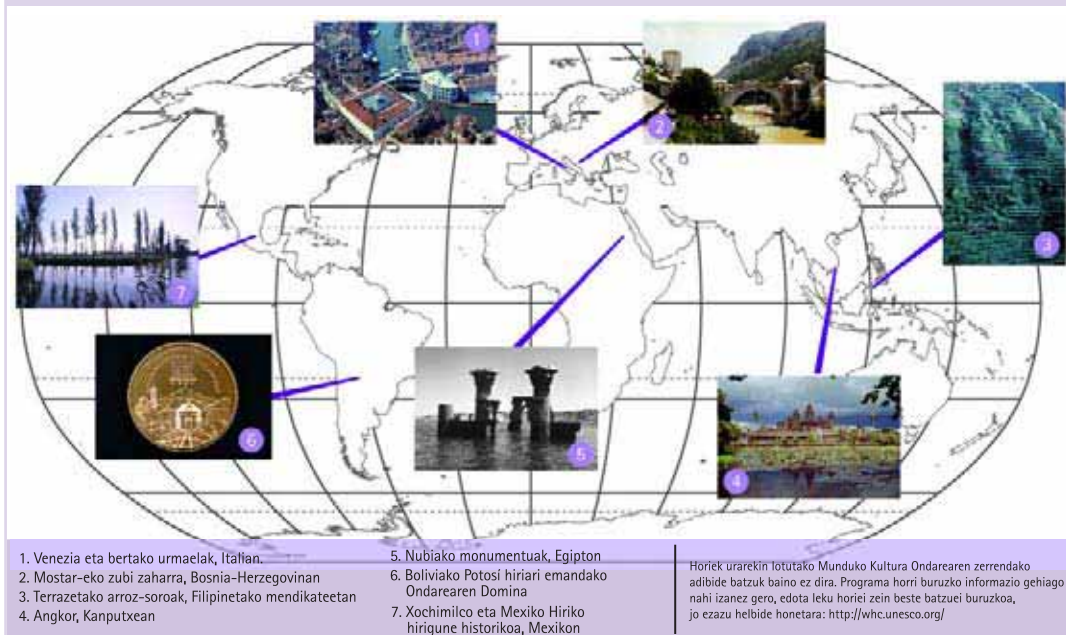 1
2
3
7
6
5
4
1. Venezia eta bertako urmaelak, Italian.
2. Mostar-eko zubi zaharra, Bosnia-Herzegovinan
3. Terrazetako arroz-soroak, Filipinetako mendikateetan
4. Angkor, Kanputxean
5. Nubiako monumentuak, Egipton
6. Boliviako Potosí hiriari emandako
Ondarearen Domina
7. Xochimilco eta Mexiko Hiriko
hirigune historikoa, Mexikon
Horiek urarekin lotutako Munduko Kultura Ondarearen zerrendako
adibide batzuk baino ez dira. Programa horri buruzko informazio gehiago
nahi izanez gero, edota leku horiei zein beste batzuei buruzkoa,
jo ezazu helbide honetara: http://whc.unesco.org/